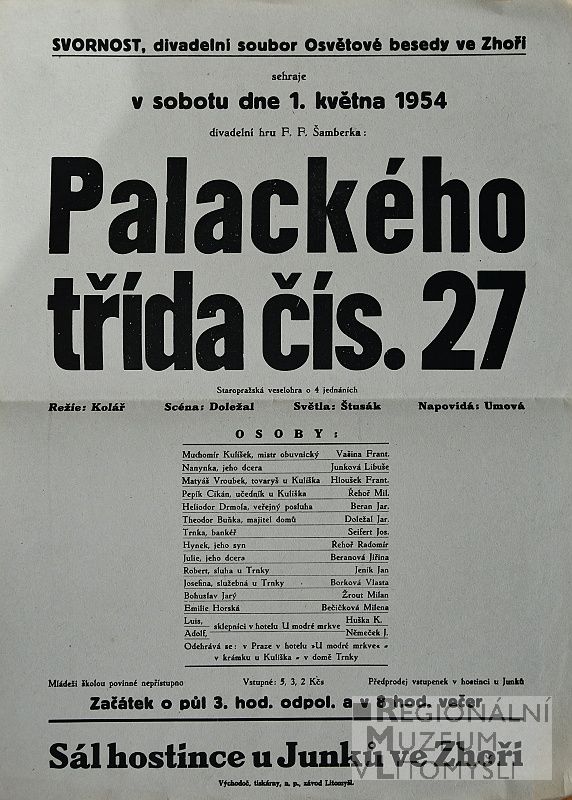 SVORNOST, divadelní soubor Osvětové besedy ve Zhoři
sehraje
v sobotu dne 1. května 1954
divadelní hru F. F. Šamberka:
Palackého
třída čís. 27
Staropražská veselohra o 4 jednáních
Režie: Kolář Scéna: Doležal Světla: Štusák Napovídá: Umová
OSOBY:
Muchomír Kulíšek, mistr obuvnický Vašina Frant.
Nanynka, jeho dcera Junková Libuše
Matyáš Vroubek, tovaryš u Kulíška Hloušek Frant.
Pepík Cikán, učedník u Kulíška Řehoř Mil.
Heliodor Drmola, veřejný posluha Beran Jar.
Theodor Buňka, majitel domů Doležal Jar.
Trnka, bankéř Seifert Jos.
Hynek, jeho syn Řehoř Radomír
Julie, jeho dcera Beranová Jiřina
Robert, sluha u Trnky Jeník Jan
Josefina, služebná u Trnky Borková Vlasta
Bohuslav Jarý Žrout Milan
Emilie Horská Bečičková Milena
Luis, Huška K.
sklepníci v hotelu U modré mrkve
Adolf, Němeček J.
Odehrává se: v Praze v hotelu »U modré mrkve« -
v krámku u Kulíška - v domě Trnky
Mládeži školou povinné nepřístupno Vstupné: 5, 3, 2 Kčs Předprodej vstupenek v hostinci u Junků
Začátek o půl 3. hod. odpol. a v 8 hod. večer
Sál hostince u Junků ve Zhoři
Východoč. tiskárny, n. p., závod Litomyšl.
REGIONÁLNÍ
MUZEUM
V LITOMYŠLI